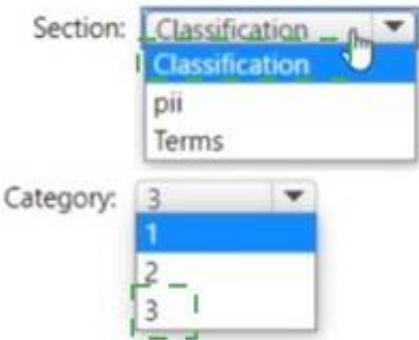 Section: Classification
Classification
pii
Terms
Category: 3
1
2
3